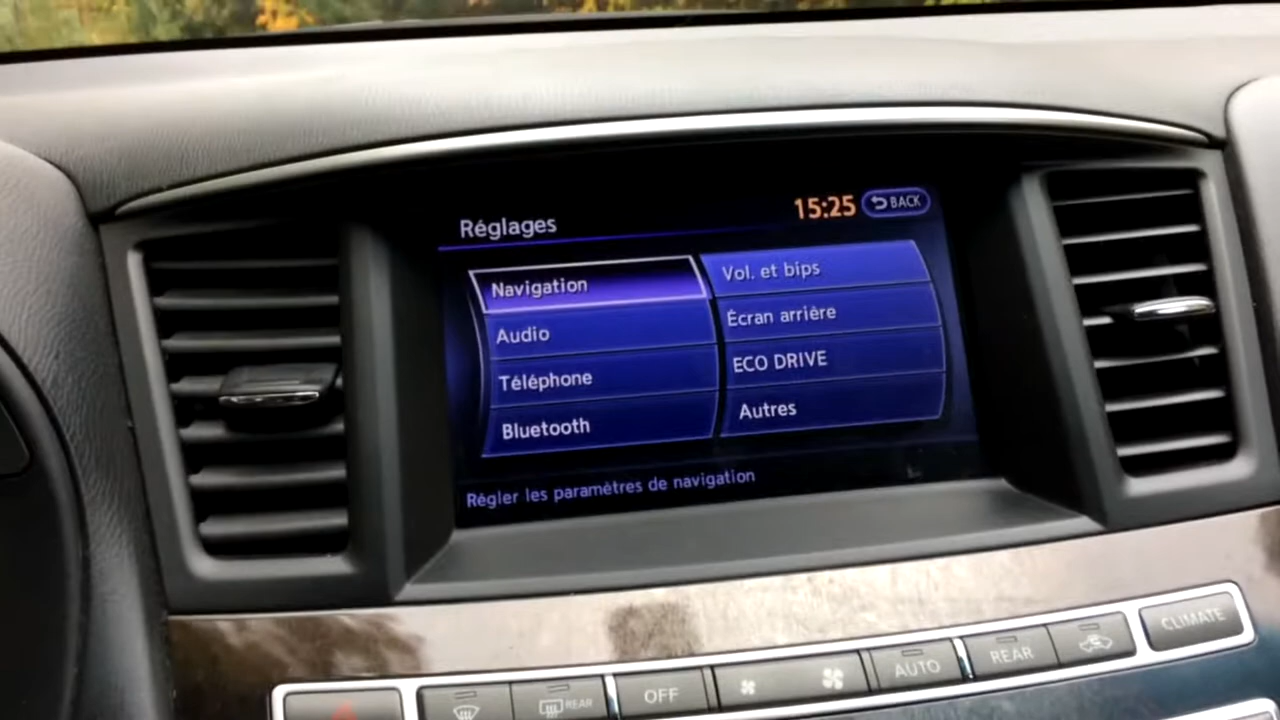 Réglages
15:25
BACK
Navigation
Vol. et bips
Audio
Écran arrière
Téléphone
ECO DRIVE
Bluetooth
Autres
Régler les paramètres de navigation
REAR
OFF
AUTO
REAR
CLIMATE